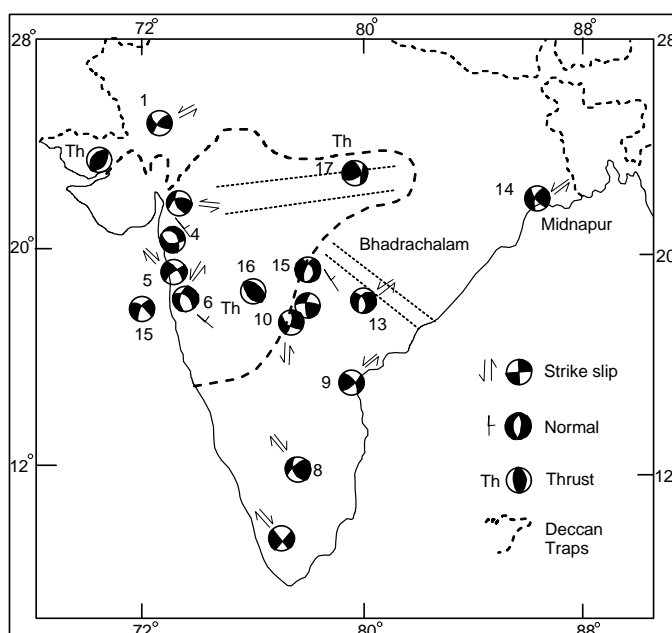 72° 80° 88°
28° 28
1
Th
Th
17
14
Midnapur
4
20° 20°
Bhadrachalam
15
5
16
6
Th
15
10
13
9
Strike slip
Normal
8
12° 12°
Th Thrust
Deccan
Traps
72° 80° 88°